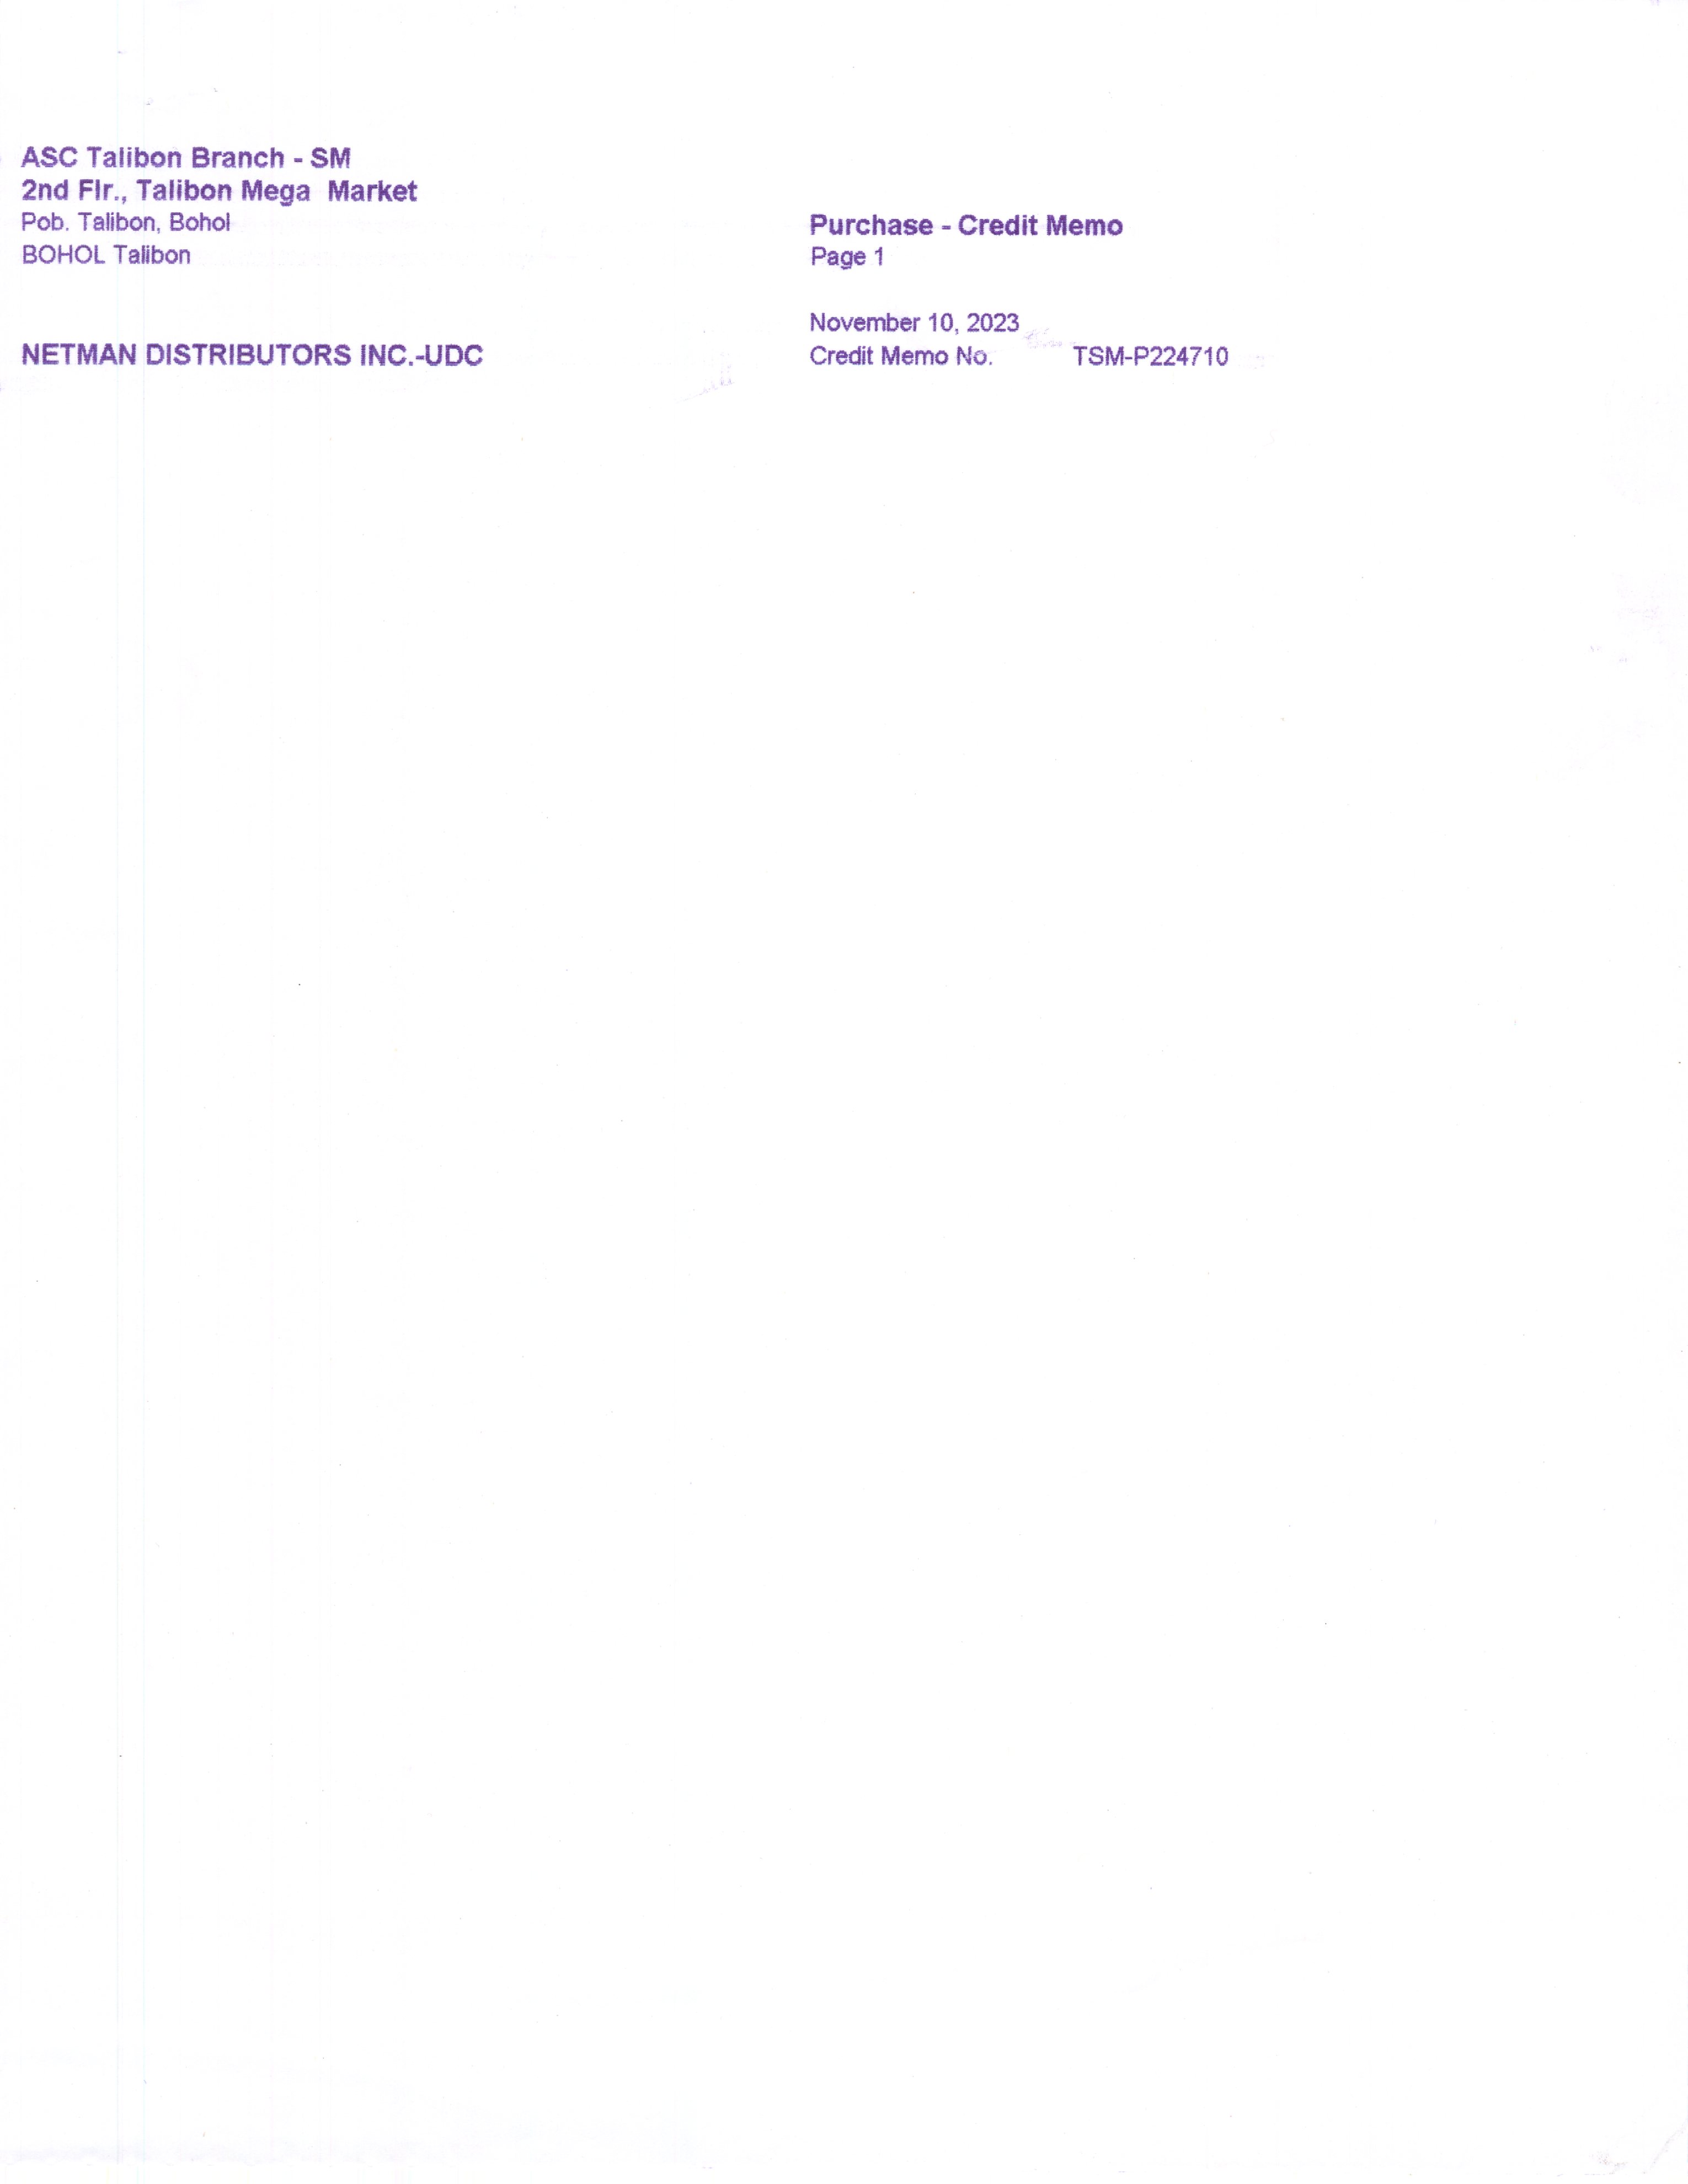 ASC Talibon Branch - SM
2nd Flr., Talibon Mega Market
Pob. Talibon, Bohol
BOHOL Talibon
Purchase - Credit Memo
Page 1
November 10, 2023
NETMAN DISTRIBUTORS INC.-UDC
Credit Memo No. TSM-P224710